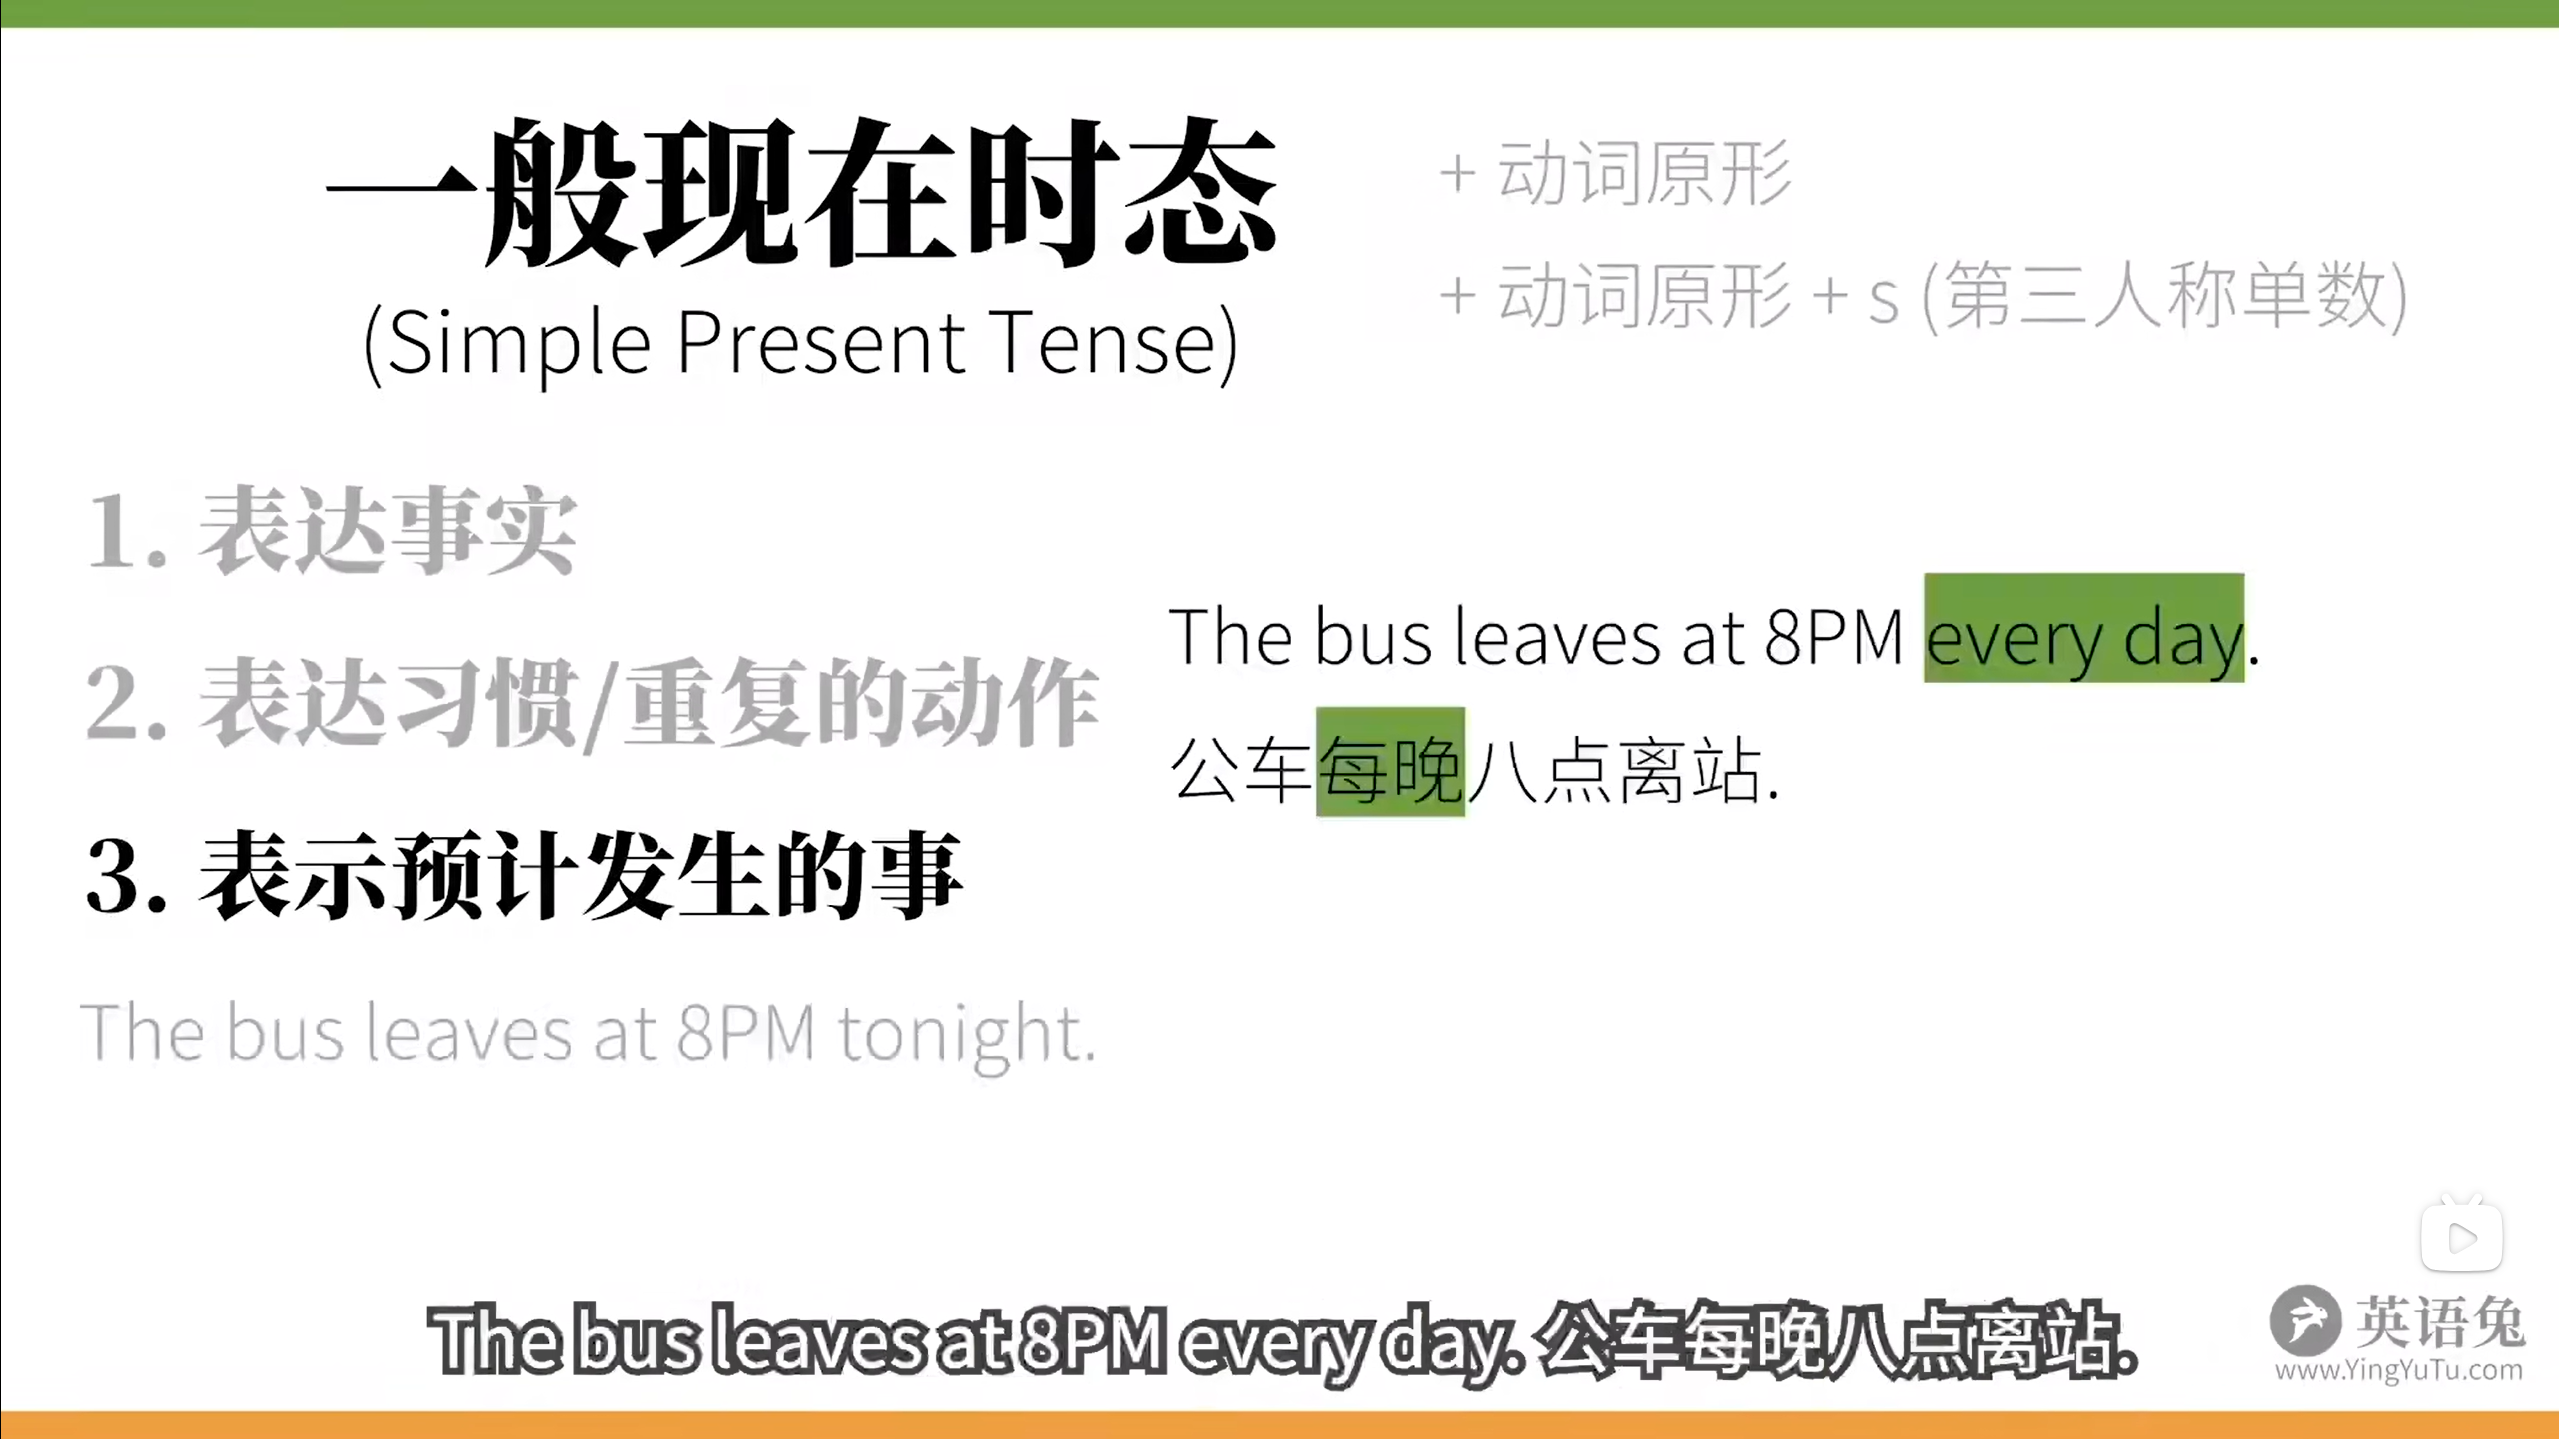 一般现在时态
(Simple Present Tense)
+ 动词原形
+ 动词原形 + s (第三人称单数)
1. 表达事实
2. 表达习惯/重复的动作
3. 表示预计发生的事
The bus leaves at 8PM tonight.
The bus leaves at 8PM every day.
公车每晚八点离站.
The bus leaves at 8PM every day. 公车每晚八点离站.
英语兔
www.YingYuTu.com